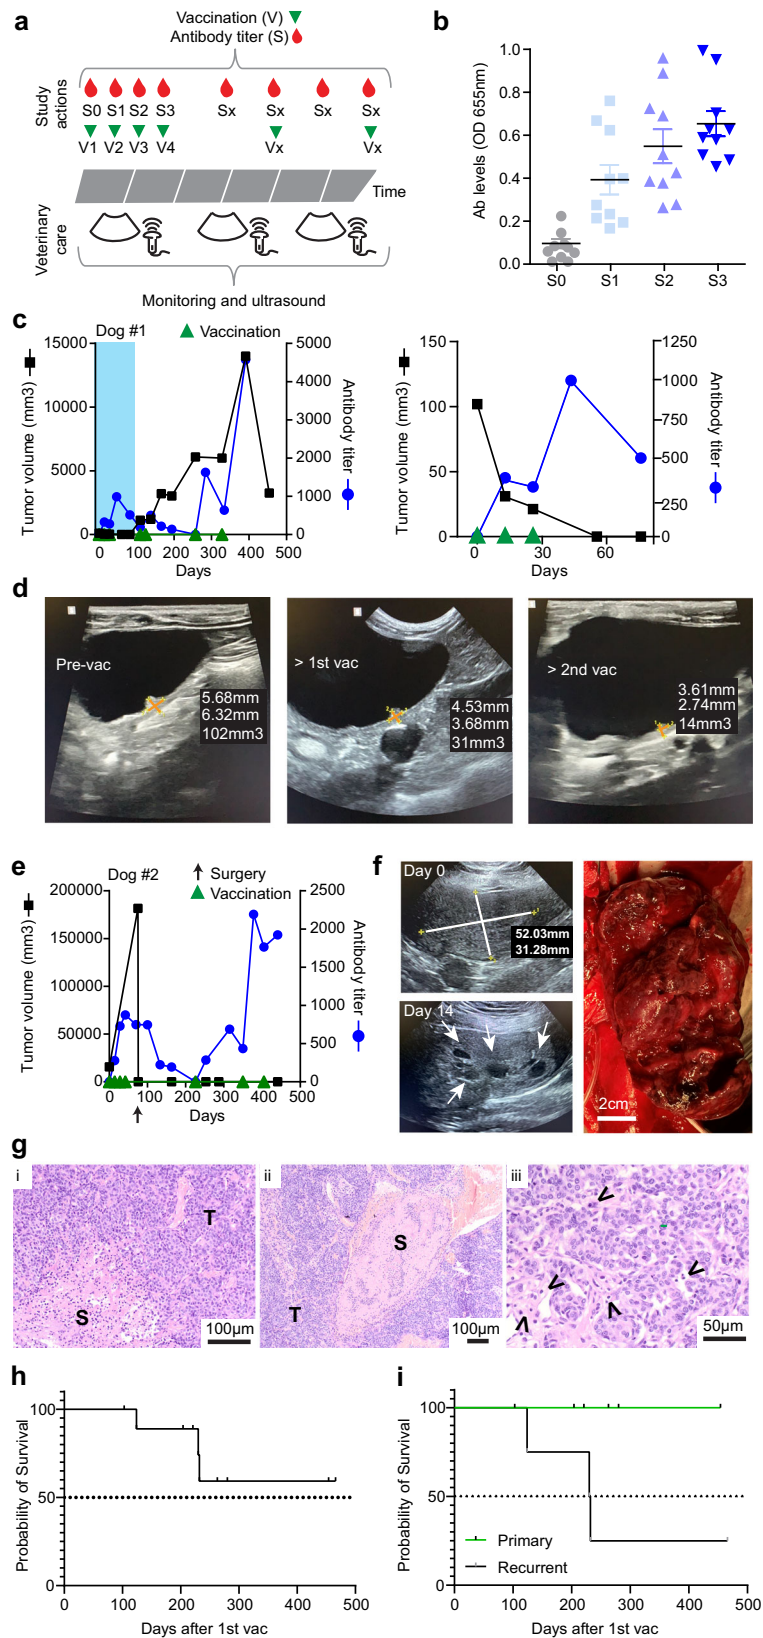 a
Vaccination (V)
Antibody titer (S)
Study
actions
S0 S1 S2 S3 Sx Sx Sx Sx
V1 V2 V3 V4 Vx Vx
Time
Veterinary
care
Monitoring and ultrasound
b
Ab levels (OD 655nm)
1.0
0.8
0.6
0.4
0.2
0.0
S0 S1 S2 S3
c
Dog #1
Vaccination
Tumor volume (mm3)
15000
10000
5000
0
5000
4000
3000
2000
1000
0
Antibody titer
0 100 200 300 400 500
Days
Tumor volume (mm3)
150
100
50
0
1250
1000
750
500
250
0
Antibody titer
0 30 60
Days
d
Pre-vac
5.68mm
6.32mm
102mm3
> 1st vac
4.53mm
3.68mm
31mm3
> 2nd vac
3.61mm
2.74mm
14mm3
e
Dog #2
Surgery
Vaccination
Tumor volume (mm3)
200000
150000
100000
50000
0
2500
2000
1500
1000
500
0
Antibody titer
0 100 200 300 400 500
Days
f
Day 0
52.03mm
31.28mm
Day 14
2cm
g
i
T
S
100µm
ii
S
T
100µm
iii
50µm
h
Probability of Survival
100
50
0
0 100 200 300 400 500
Days after 1st vac
i
Probability of Survival
100
50
0
Primary
Recurrent
0 100 200 300 400 500
Days after 1st vac